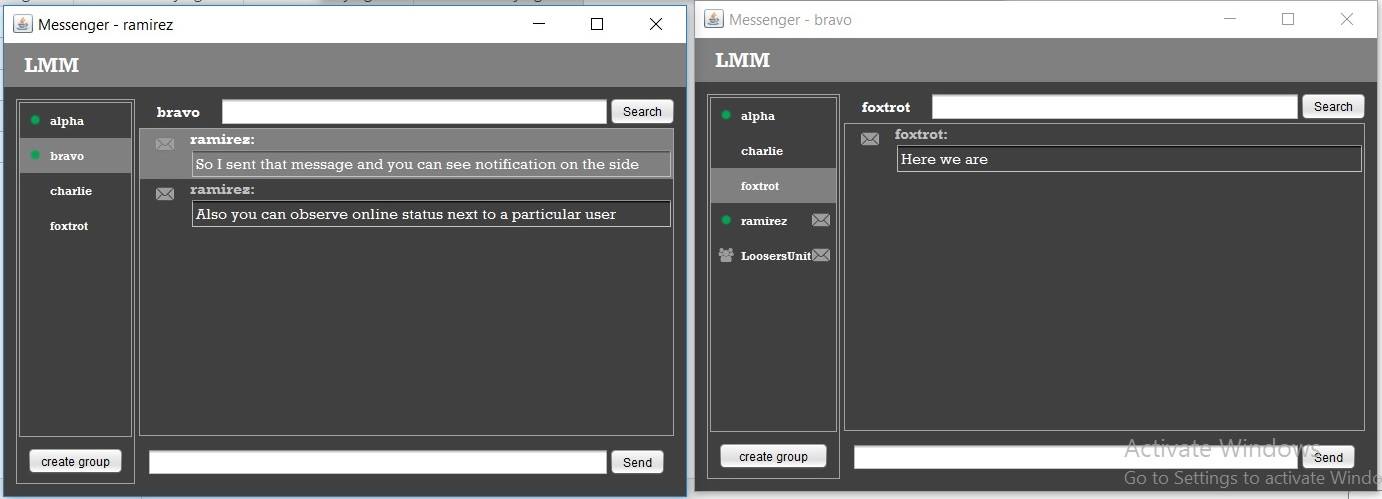 Messenger - ramirez
LMM
alpha
bravo
charlie
foxtrot
create group
bravo
Search
ramirez:
So I sent that message and you can see notification on the side
ramirez:
Also you can observe online status next to a particular user
Send
Messenger - bravo
LMM
alpha
charlie
foxtrot
ramirez
LoosersUnit
create group
foxtrot
Search
foxtrot:
Here we are
Send
Activate Windows
Go to Settings to activate Windo